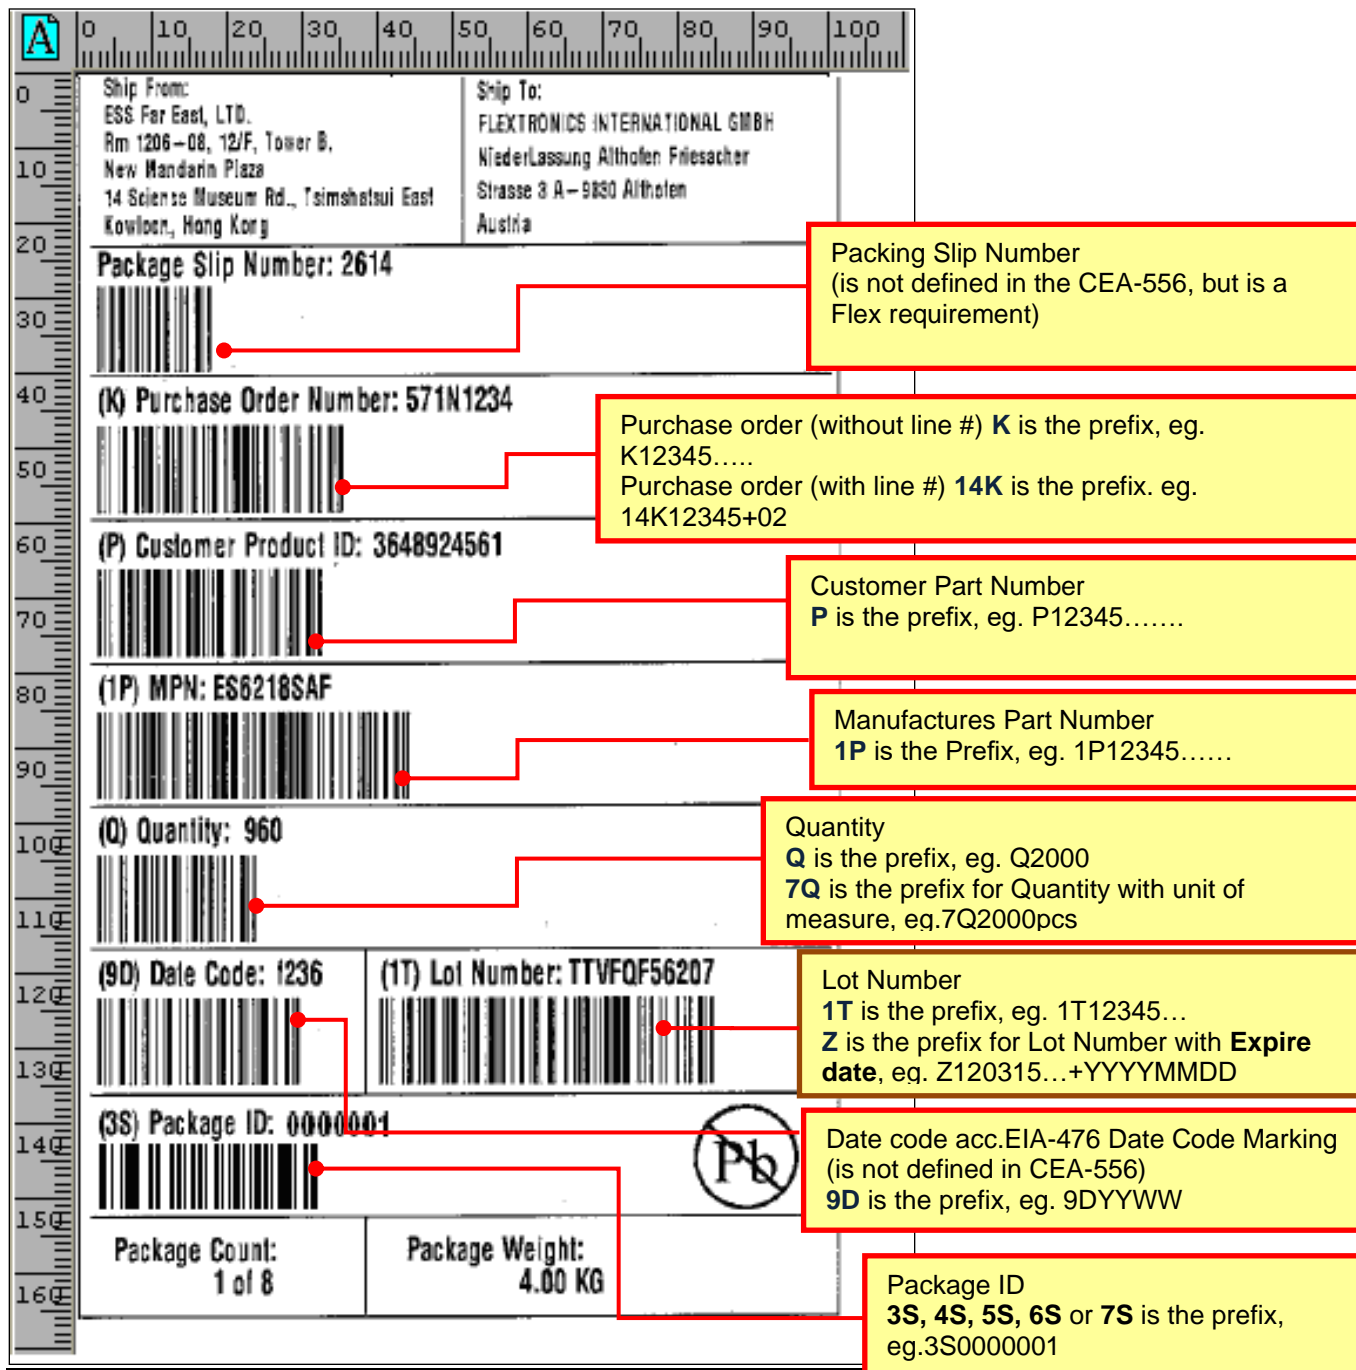 A
0 10 20 30 40 50 60 70 80 90 100
0
10
20
30
40
50
60
70
80
90
100
110
120
130
140
150
160
Ship From:
ESS Far East, LTD.
Rm 1206-08, 12/F, Tower B,
New Mandarin Plaza
14 Science Museum Rd., Tsimshatsui East
Kowloon, Hong Kong
Ship To:
FLEXTRONICS INTERNATIONAL GMBH
NiederLassung Althofen Friesacher
Strasse 3 A-9830 Althofen
Austria
Package Slip Number: 2614
Packing Slip Number
(is not defined in the CEA-556, but is a
Flex requirement)
(K) Purchase Order Number: 571N1234
Purchase order (without line #) K is the prefix, eg.
K12345…..
Purchase order (with line #) 14K is the prefix. eg.
14K12345+02
(P) Customer Product ID: 3648924561
Customer Part Number
P is the prefix, eg. P12345…….
(1P) MPN: ES6218SAF
Manufactures Part Number
1P is the Prefix, eg. 1P12345……
(Q) Quantity: 960
Quantity
Q is the prefix, eg. Q2000
7Q is the prefix for Quantity with unit of
measure, eg.7Q2000pcs
(9D) Date Code: f236
(1T) Lot Number: TTVFQF56207
Lot Number
1T is the prefix, eg. 1T12345…
Z is the prefix for Lot Number with Expire
date, eg. Z120315…+YYYYMMDD
(3S) Package ID: 0000001
Pb
Date code acc.EIA-476 Date Code Marking
(is not defined in CEA-556)
9D is the prefix, eg. 9DYYWW
Package Count:
1 of 8
Package Weight:
4.00 KG
Package ID
3S, 4S, 5S, 6S or 7S is the prefix,
eg.3S0000001